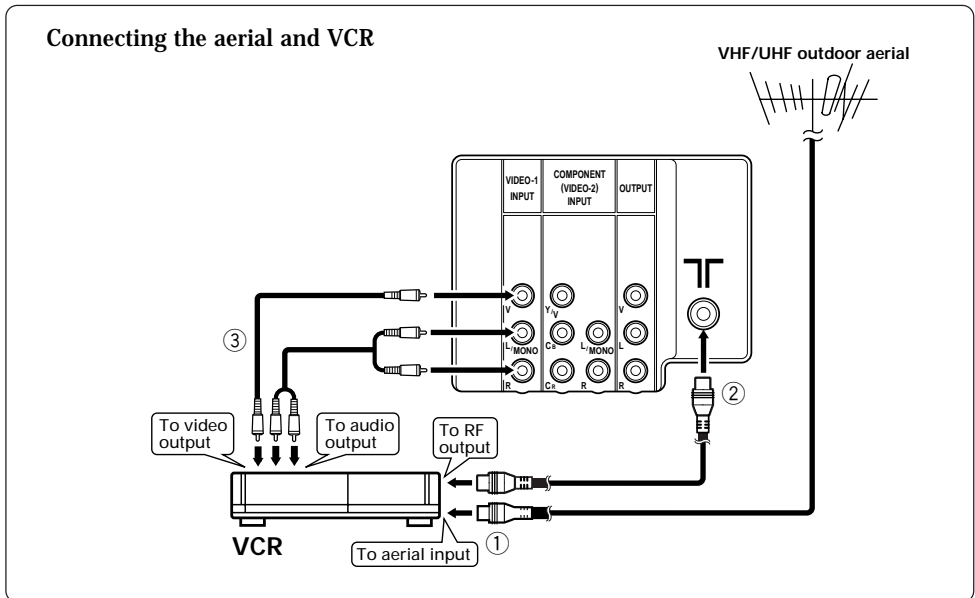 Connecting the aerial and VCR
VHF/UHF outdoor aerial
VIDEO-1
INPUT
COMPONENT
(VIDEO-2)
INPUT
OUTPUT
V
Y/V
V
L/MONO
CB
L/MONO
L
R
CR
R
R
③
②
To video
output
To audio
output
To RF
output
VCR
To aerial input
①